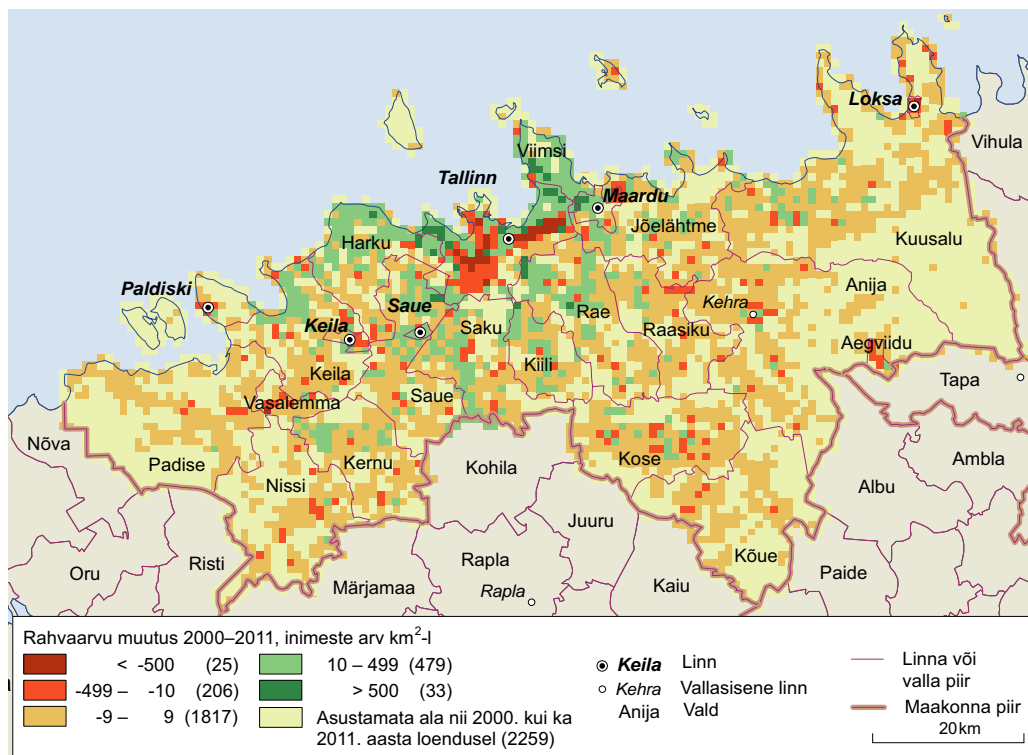 Loksa
Vihula
Viimsi
Tallinn
Maardu
Jõelähtme
Harku
Kuusalu
Paldiski
Saue
Kehra
Anija
Keila
Saku
Rae
Raasiku
Aegviidu
Keila
Kiili
Tapa
Vasalemma
Saue
Nõva
Padise
Kernu
Kohila
Kose
Ambla
Nissi
Albu
Juuru
Kõue
Oru
Risti
Rapla
Märjamaa
Rapla
Kaiu
Paide
Rahvaarvu muutus 2000–2011, inimeste arv km²-l
< -500 (25)
-499 – -10 (206)
-9 – 9 (1817)
10 – 499 (479)
> 500 (33)
Asustamata ala nii 2000. kui ka
2011. aasta loendusel (2259)
Keila Linn
Kehra Vallasisene linn
Anija Vald
Linna või
valla piir
Maakonna piir
20 km